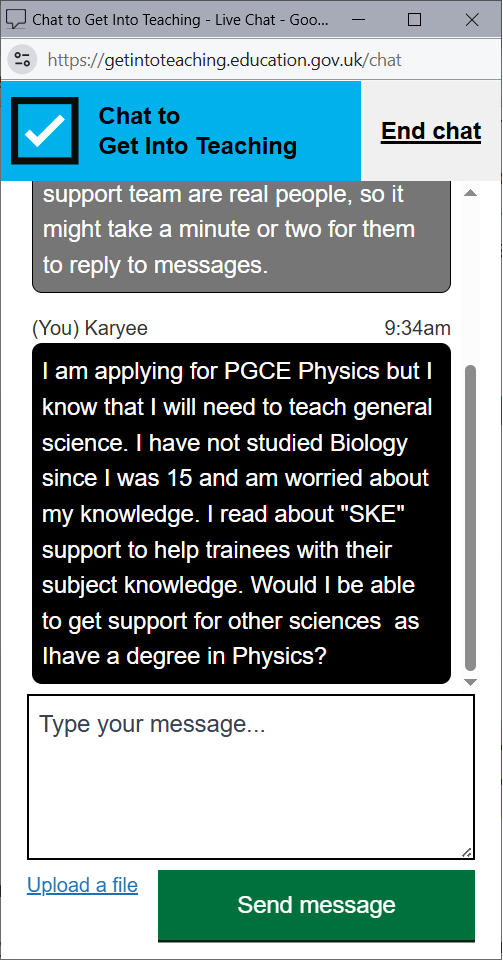 Chat to Get Into Teaching - Live Chat - Goo...
https://getintoteaching.education.gov.uk/chat
Chat to
Get Into Teaching
End chat
support team are real people, so it
might take a minute or two for them
to reply to messages.
(You) Karyee
9:34am
I am applying for PGCE Physics but I
know that I will need to teach general
science. I have not studied Biology
since I was 15 and am worried about
my knowledge. I read about "SKE"
support to help trainees with their
subject knowledge. Would I be able
to get support for other sciences  as
Ihave a degree in Physics?
Type your message...
Upload a file
Send message